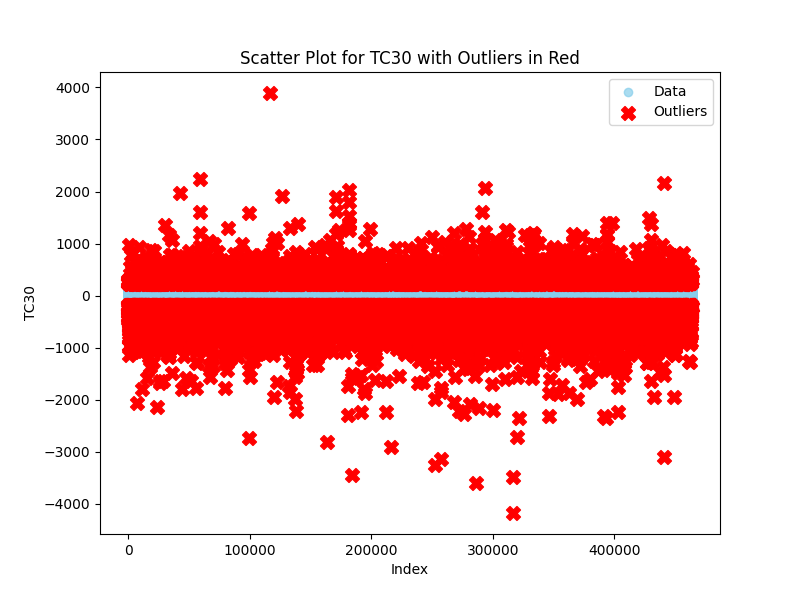 Scatter Plot for TC30 with Outliers in Red
Data
Outliers
4000
3000
2000
1000
0
−1000
−2000
−3000
−4000
TC30
0
100000
200000
300000
400000
Index